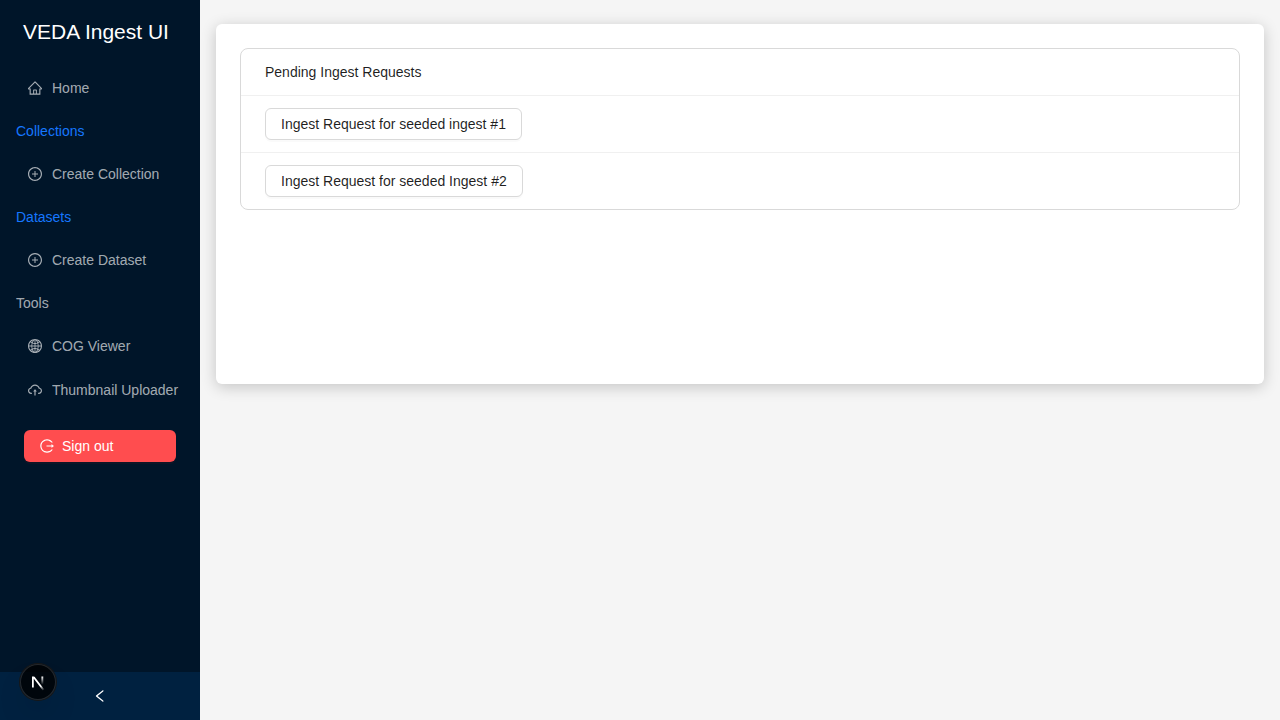 VEDA Ingest UI
Home
Collections
Create Collection
Datasets
Create Dataset
Tools
COG Viewer
Thumbnail Uploader
Sign out
N
Pending Ingest Requests
Ingest Request for seeded ingest #1
Ingest Request for seeded Ingest #2